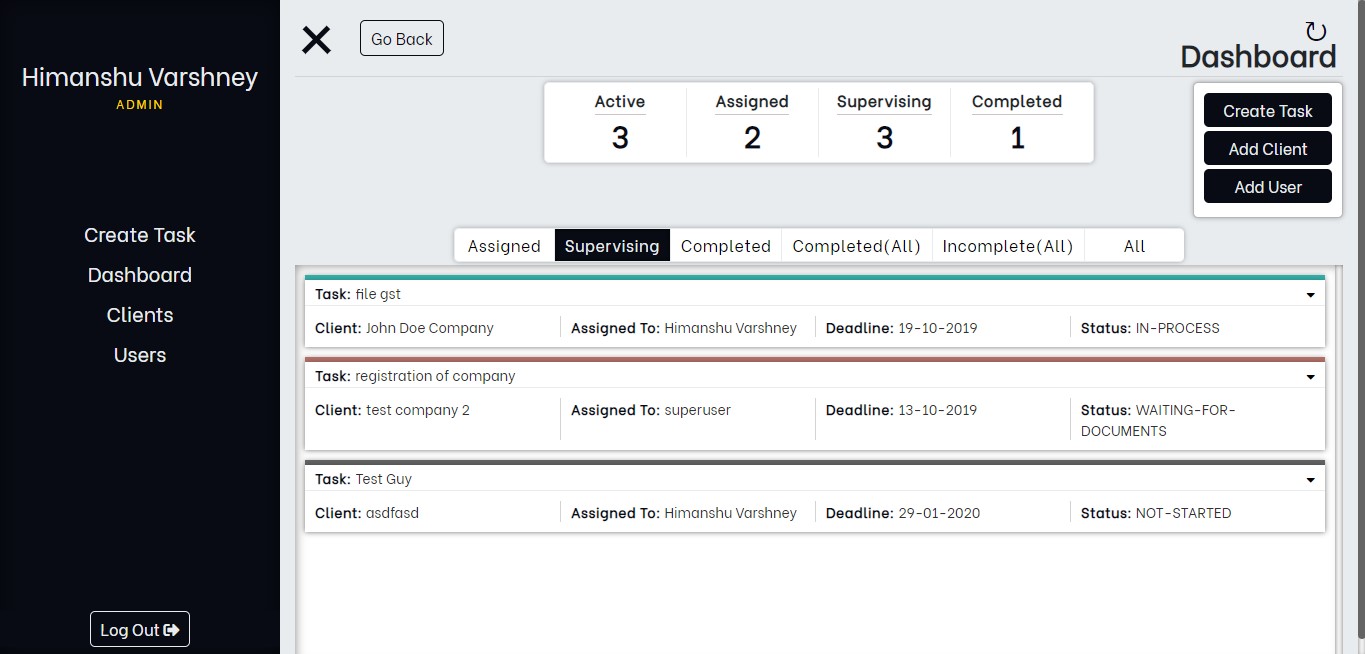 Himanshu Varshney
ADMIN
Create Task
Dashboard
Clients
Users
Log Out
Go Back
Dashboard
Active
3
Assigned
2
Supervising
3
Completed
1
Create Task
Add Client
Add User
Assigned Supervising Completed Completed(All) Incomplete(All) All
Task: file gst
Client: John Doe Company Assigned To: Himanshu Varshney Deadline: 19-10-2019 Status: IN-PROCESS
Task: registration of company
Client: test company 2 Assigned To: superuser Deadline: 13-10-2019 Status: WAITING-FOR-
DOCUMENTS
Task: Test Guy
Client: asdfasd Assigned To: Himanshu Varshney Deadline: 29-01-2020 Status: NOT-STARTED